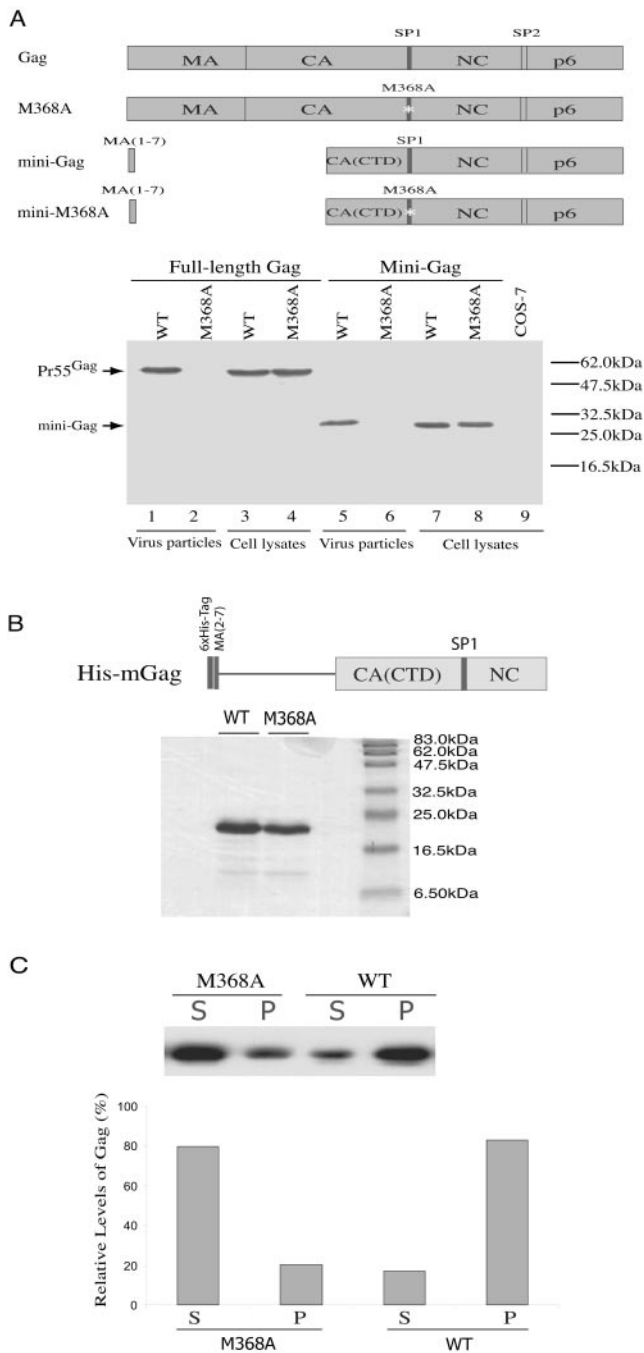 A
SP1 SP2
Gag MA CA NC p6
M368A
M368A MA CA * NC p6
MA(1-7) SP1
mini-Gag CA(CTD) NC p6
MA(1-7) M368A
mini-M368A CA(CTD) * NC p6
Full-length Gag Mini-Gag
WT M368A WT M368A WT M368A WT M368A COS-7
Pr55Gag
mini-Gag
62.0kDa
47.5kDa
32.5kDa
25.0kDa
16.5kDa
1 2 3 4 5 6 7 8 9
Virus particles Cell lysates Virus particles Cell lysates
B
6xHis-Tag
MA(2-7)
SP1
His-mGag CA(CTD) NC
WT M368A
83.0kDa
62.0kDa
47.5kDa
32.5kDa
25.0kDa
16.5kDa
6.50kDa
C
M368A WT
S P S P
Relative Levels of Gag (%)
100
80
60
40
20
0
S P S P
M368A WT